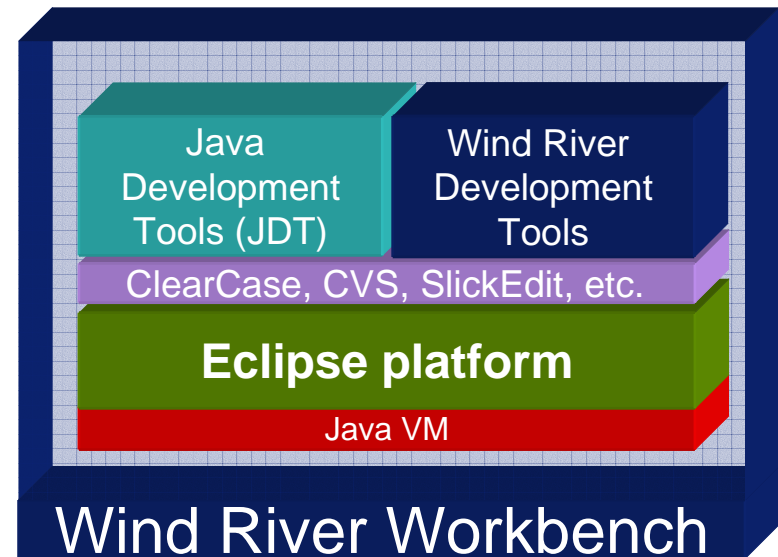 Java
Development
Tools (JDT)
Wind River
Development
Tools
ClearCase, CVS, SlickEdit, etc.
Eclipse platform
Java VM
Wind River Workbench